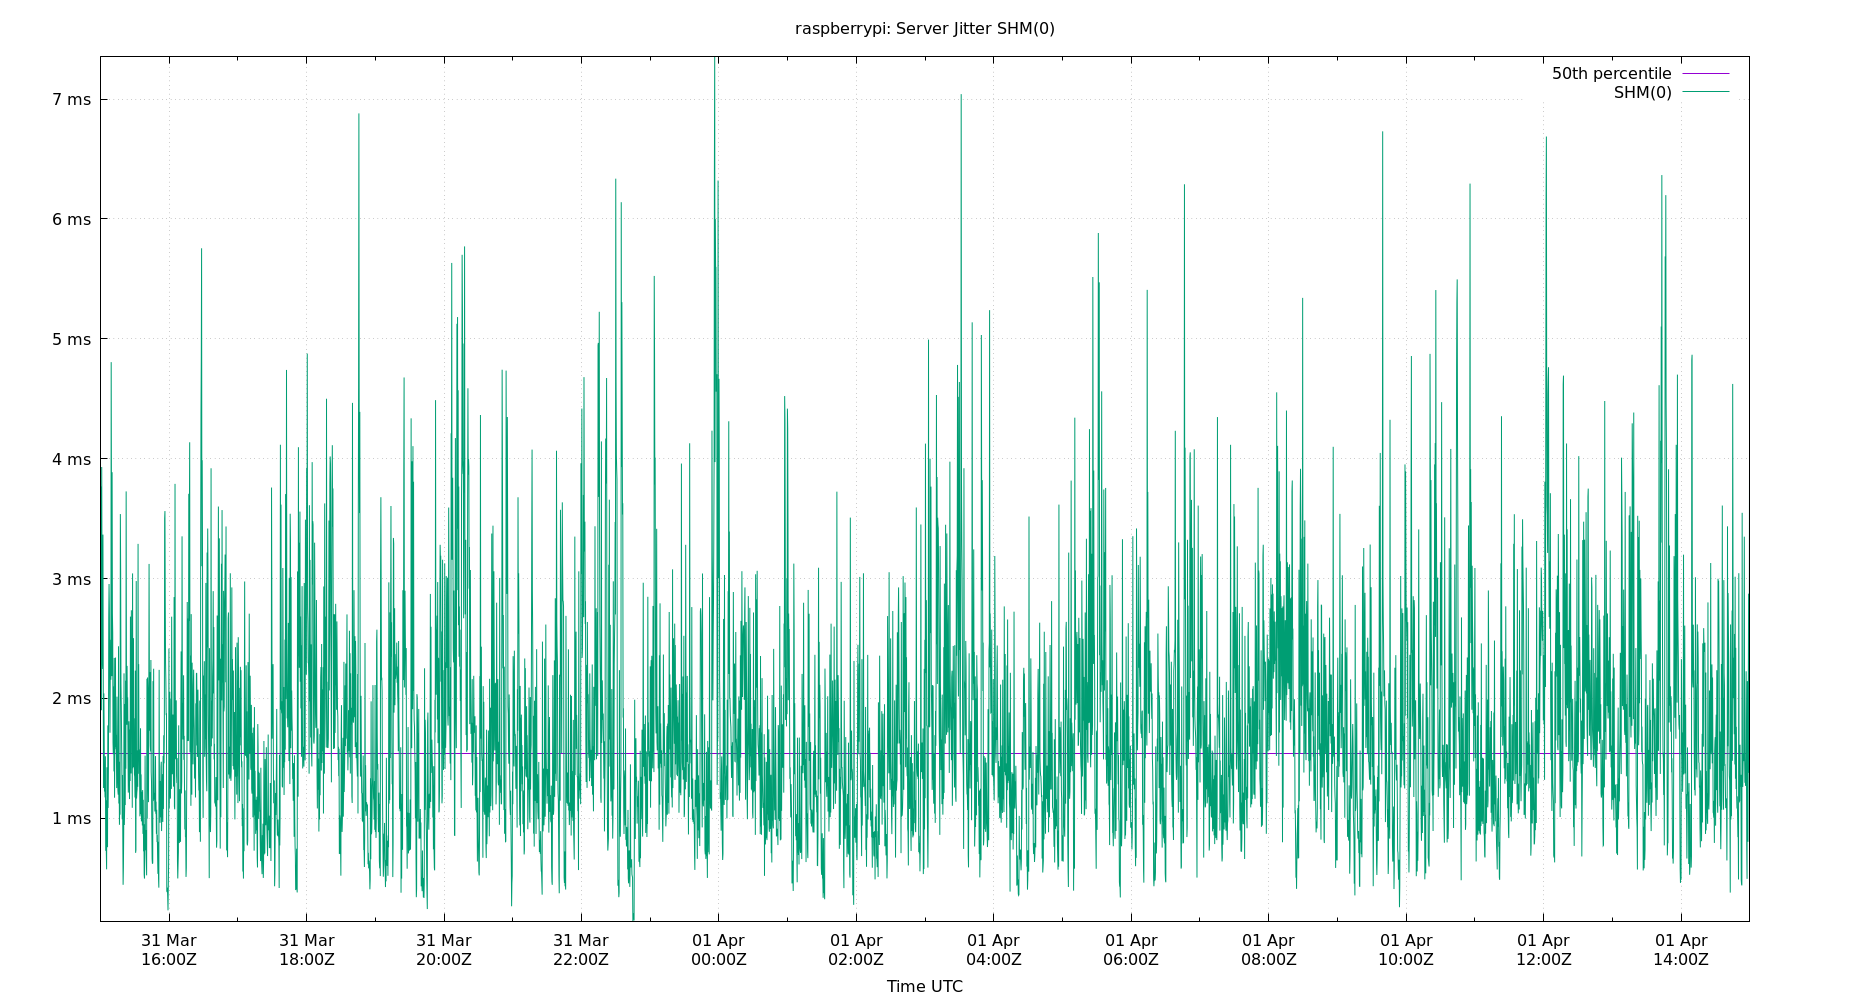 raspberrypi: Server Jitter SHM(0)
50th percentile
SHM(0)
7 ms
6 ms
5 ms
4 ms
3 ms
2 ms
1 ms
31 Mar 31 Mar 31 Mar 31 Mar 01 Apr 01 Apr 01 Apr 01 Apr 01 Apr 01 Apr 01 Apr 01 Apr
16:00Z 18:00Z 20:00Z 22:00Z 00:00Z 02:00Z 04:00Z 06:00Z 08:00Z 10:00Z 12:00Z 14:00Z
Time UTC